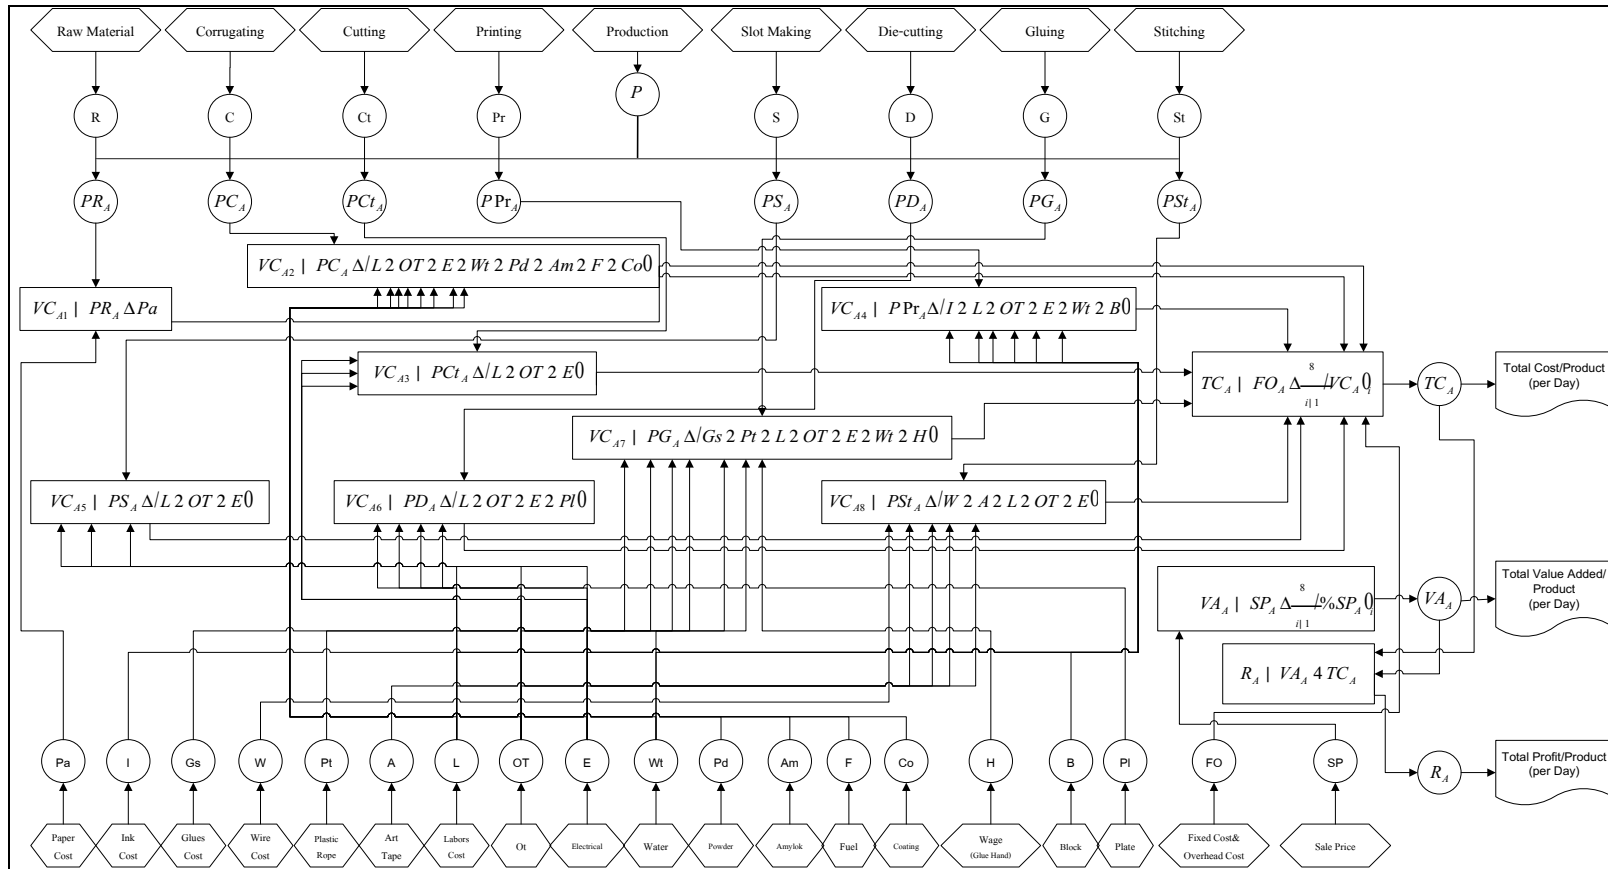 Raw Material
Corrugating
Cutting
Printing
Production
Slot Making
Die-cutting
Gluing
Stitching
P
R
C
Ct
Pr
S
D
G
St
PR_A
PC_A
PCt_A
PPr_A
PS_A
PD_A
PG_A
PSt_A
VC_A2 | PC_A Δ/L 2 OT 2 E 2 Wt 2 Pd 2 Am 2 F 2 Co0
VC_A1 | PR_A Δ Pa
VC_A4 | PPr_A Δ/I 2 L 2 OT 2 E 2 Wt 2 B0
VC_A3 | PCt_A Δ/L 2 OT 2 E0
TC_A | FO_A Δ 8 /VC_A0_i
i| 1
TC_A
Total Cost/Product
(per Day)
VC_A7 | PG_A Δ/Gs 2 Pt 2 L 2 OT 2 E 2 Wt 2 H0
VC_A5 | PS_A Δ/L 2 OT 2 E0
VC_A6 | PD_A Δ/L 2 OT 2 E 2 Pl0
VC_A8 | PSt_A Δ/W 2 A 2 L 2 OT 2 E0
VA_A | SP_A Δ 8 /%SP_A0_i
i| 1
VA_A
Total Value Added/
Product
(per Day)
R_A | VA_A 4 TC_A
Pa
I
Gs
W
Pt
A
L
OT
E
Wt
Pd
Am
F
Co
H
B
Pl
FO
SP
R_A
Total Profit/Product
(per Day)
Paper
Cost
Ink
Cost
Glues
Cost
Wire
Cost
Plastic
Rope
Art
Tape
Labors
Cost
Ot
Electrical
Water
Powder
Amylok
Fuel
Coating
Wage
(Glue Hand)
Block
Plate
Fixed Cost&
Overhead Cost
Sale Price